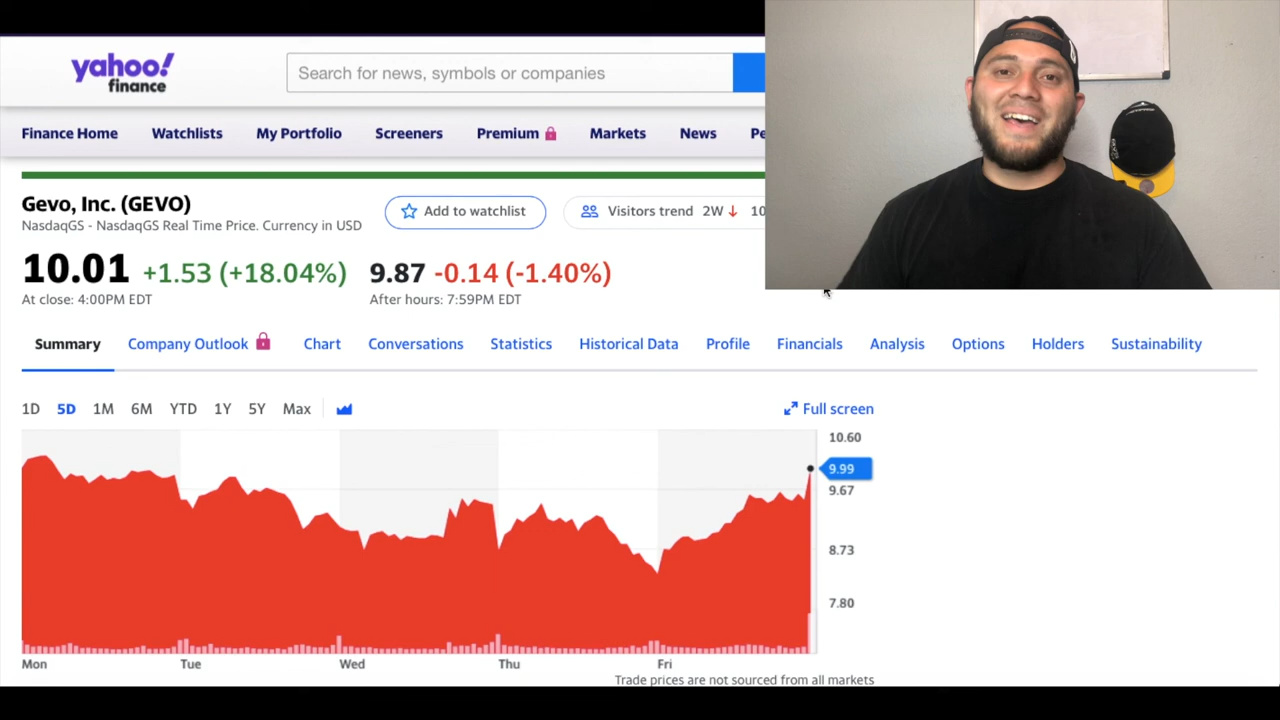 yahoo!
finance
Search for news, symbols or companies
Finance Home Watchlists My Portfolio Screeners Premium Markets News
Gevo, Inc. (GEVO)
NasdaqGS - NasdaqGS Real Time Price. Currency in USD
Add to watchlist
Visitors trend 2W ↓ 10
10.01 +1.53 (+18.04%) 9.87 -0.14 (-1.40%)
At close: 4:00PM EDT After hours: 7:59PM EDT
Summary Company Outlook Chart Conversations Statistics Historical Data Profile Financials Analysis Options Holders Sustainability
1D 5D 1M 6M YTD 1Y 5Y Max Full screen
10.60
9.99
9.67
8.73
7.80
Mon Tue Wed Thu Fri
Trade prices are not sourced from all markets